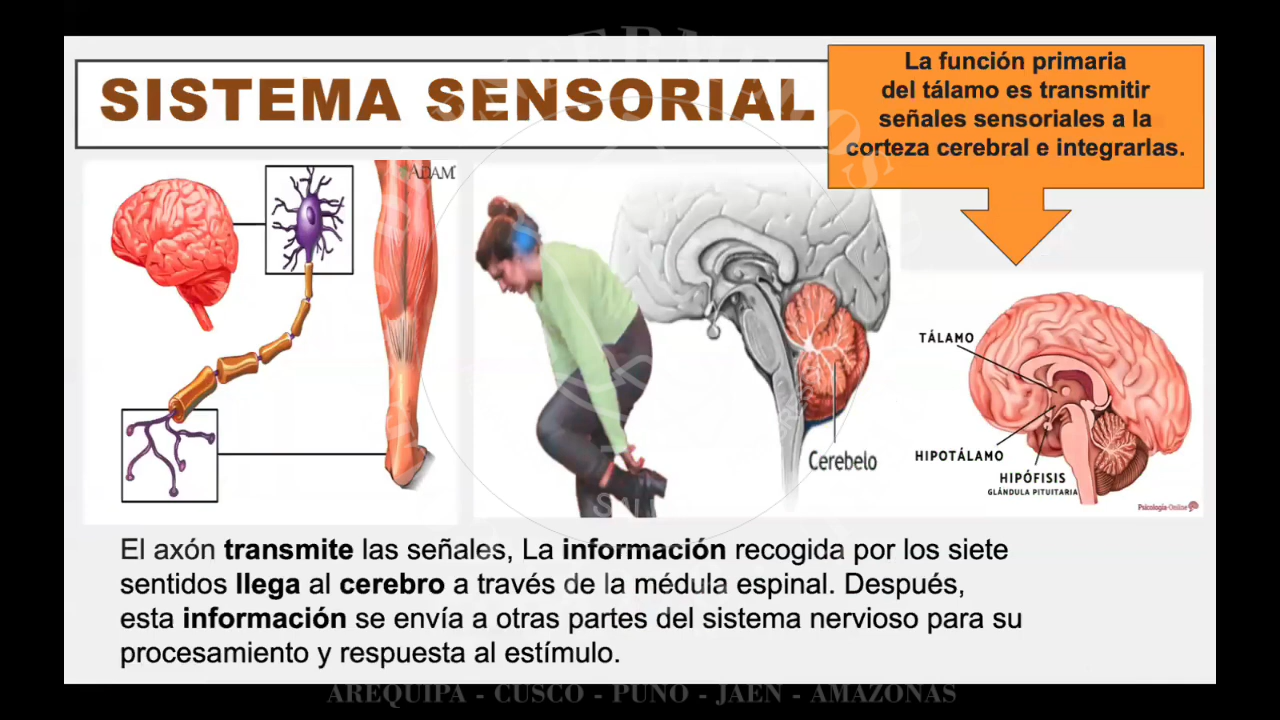 SISTEMA SENSORIAL
La función primaria
del tálamo es transmitir
señales sensoriales a la
corteza cerebral e integrarlas.
ADAM
Cerebelo
TÁLAMO
HIPOTÁLAMO
HIPÓFISIS
GLÁNDULA PITUITARIA
Psicología-Online
El axón transmite las señales, La información recogida por los siete
sentidos llega al cerebro a través de la médula espinal. Después,
esta información se envía a otras partes del sistema nervioso para su
procesamiento y respuesta al estímulo.
AREQUIPA - CUSCO - PUNO - JAEN - AMAZONAS